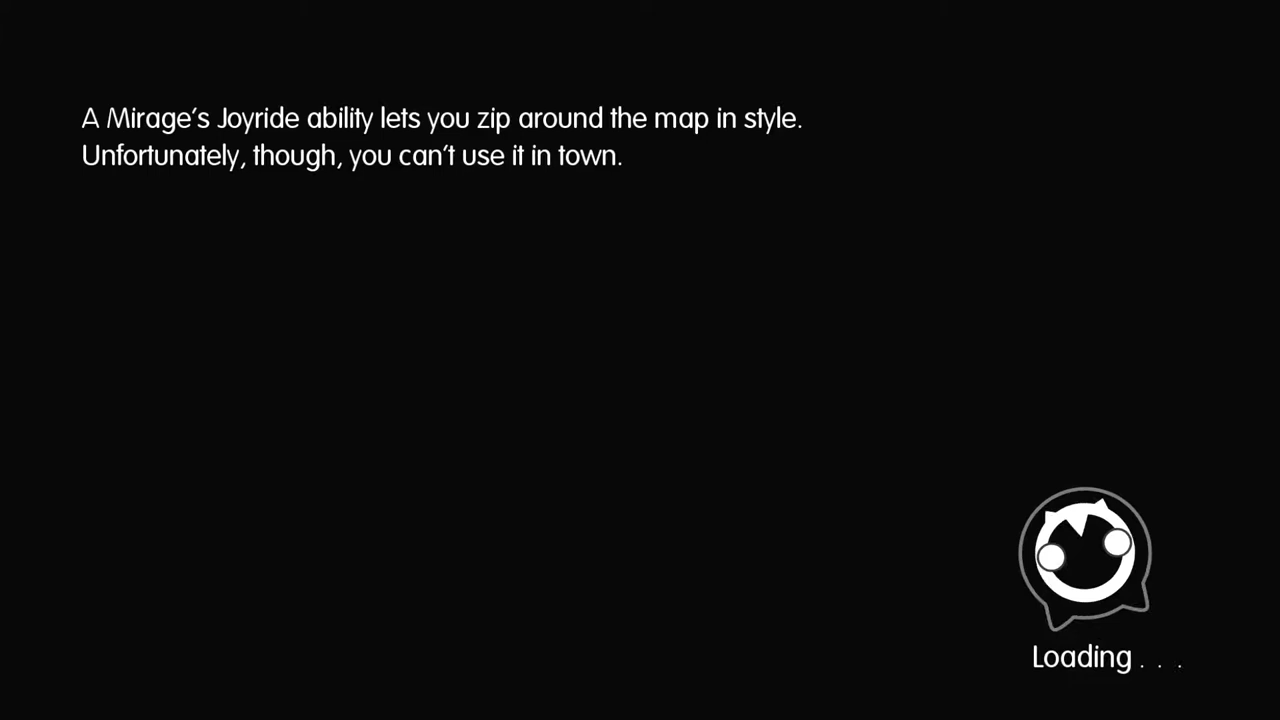 A Mirage's Joyride ability lets you zip around the map in style.
Unfortunately, though, you can't use it in town.
Loading . . .